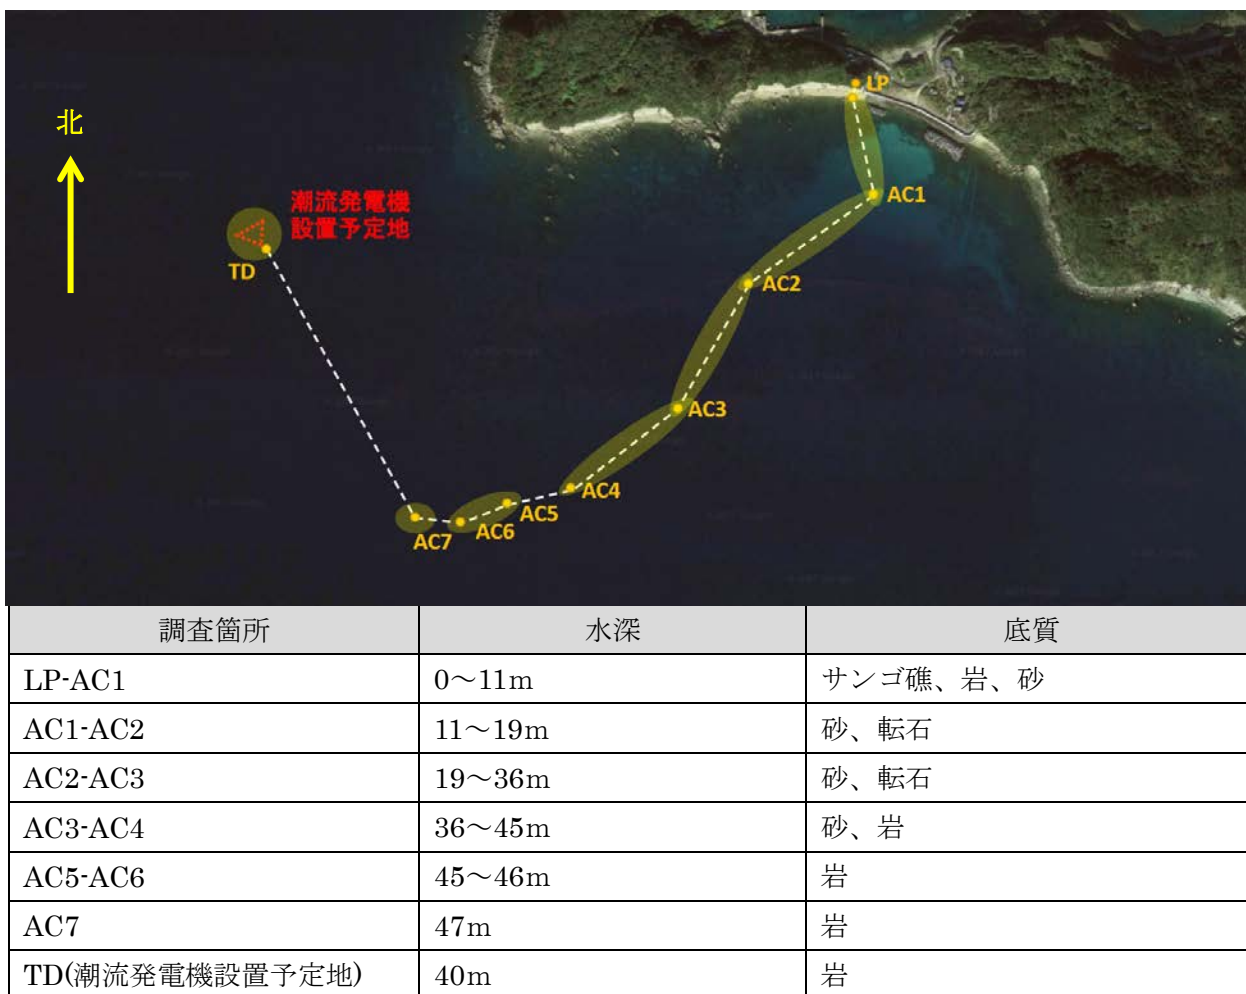 北
LP
AC1
潮流発電機
設置予定地
TD
AC2
AC3
AC4
AC5
AC6
AC7
調査箇所 水深 底質
LP-AC1 0～11m サンゴ礁、岩、砂
AC1-AC2 11～19m 砂、転石
AC2-AC3 19～36m 砂、転石
AC3-AC4 36～45m 砂、岩
AC5-AC6 45～46m 岩
AC7 47m 岩
TD(潮流発電機設置予定地) 40m 岩